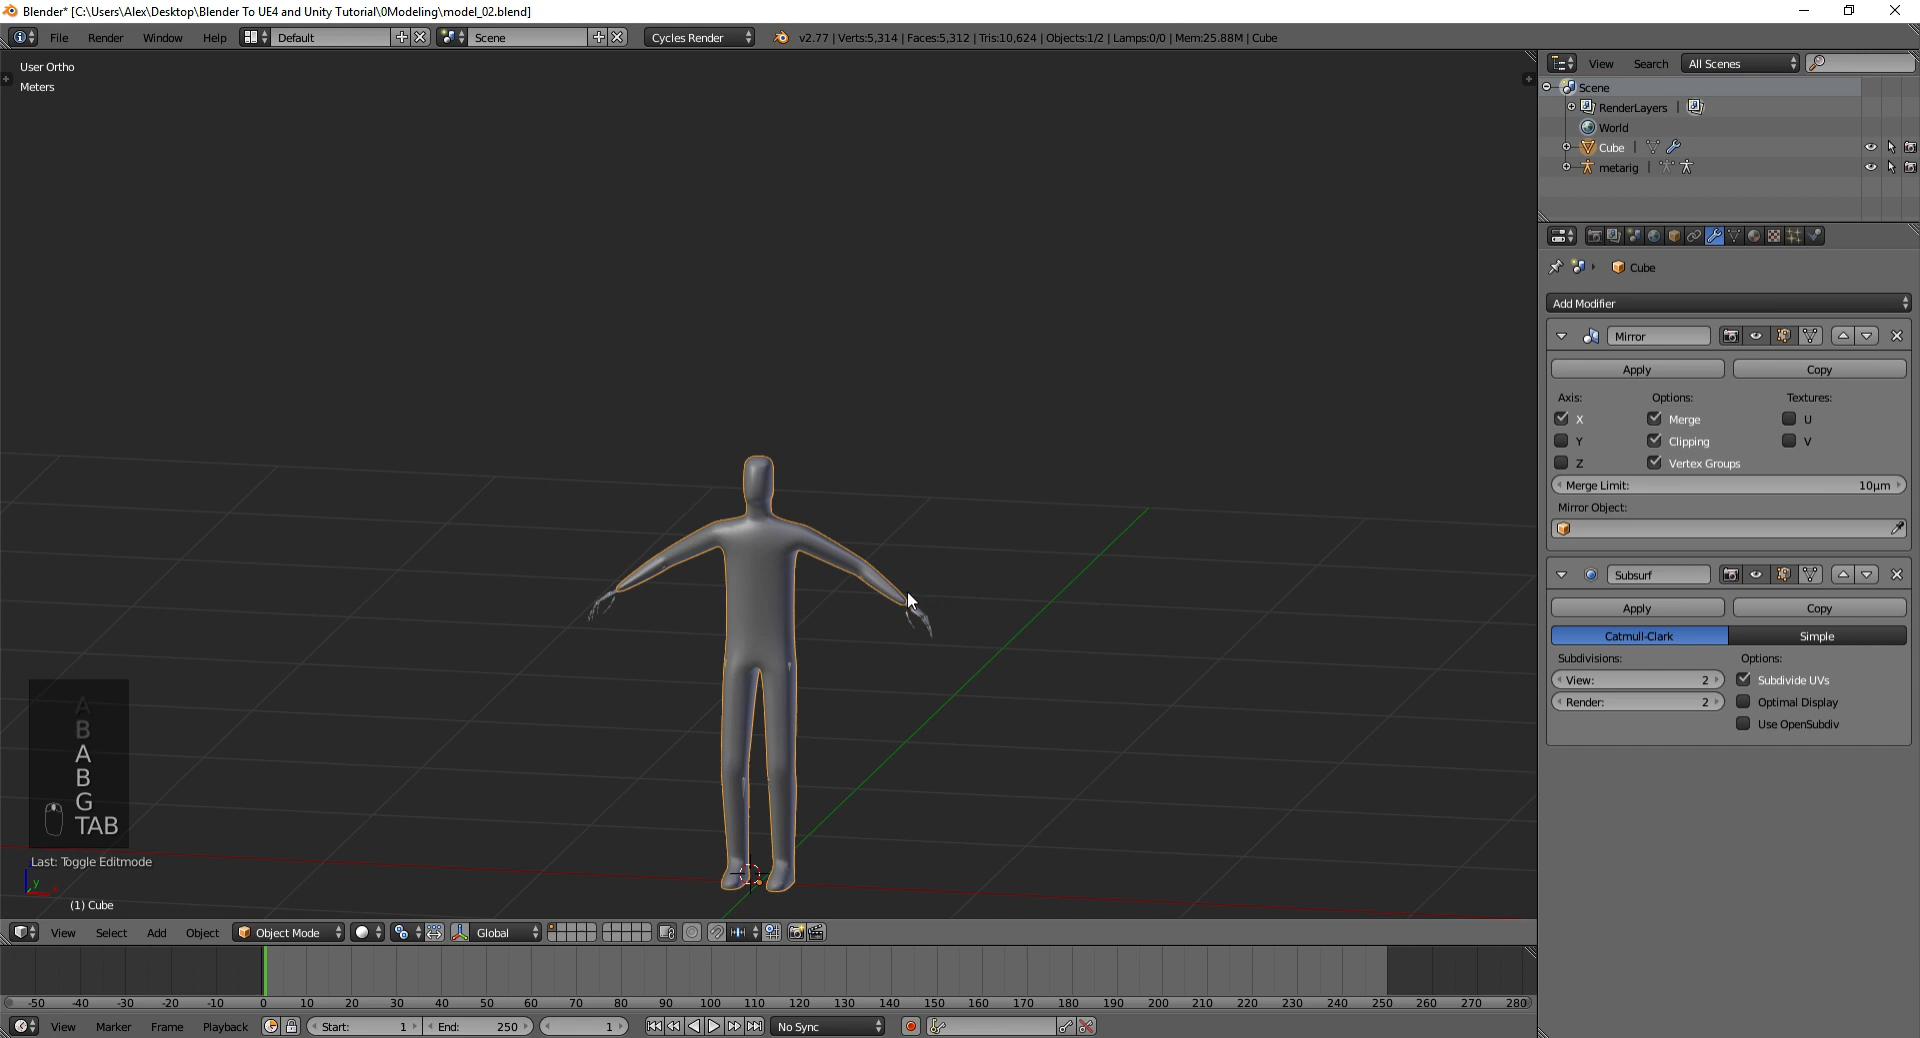 Blender* [C:\Users\Alex\Desktop\Blender To UE4 and Unity Tutorial\0Modeling\model_02.blend]
File Render Window Help Default Scene Cycles Render v2.77 | Verts:5,314 | Faces:5,312 | Tris:10,624 | Objects:1/2 | Lamps:0/0 | Mem:25.88M | Cube
User Ortho
Meters
View Search All Scenes
Scene
RenderLayers
World
Cube
metarig
Cube
Add Modifier
Mirror
Apply Copy
Axis: Options: Textures:
X Merge U
Y Clipping V
Z Vertex Groups
Merge Limit: 10µm
Mirror Object:
Subsurf
Apply Copy
Catmull-Clark Simple
Subdivisions: Options:
View: 2 Subdivide UVs
Render: 2 Optimal Display
Use OpenSubdiv
A
B
A
B
G
TAB
Last: Toggle Editmode
y
(1) Cube
View Select Add Object Object Mode Global
-50 -40 -30 -20 -10 0 10 20 30 40 50 60 70 80 90 100 110 120 130 140 150 160 170 180 190 200 210 220 230 240 250 260 270 280
View Marker Frame Playback Start: 1 End: 250 1 No Sync